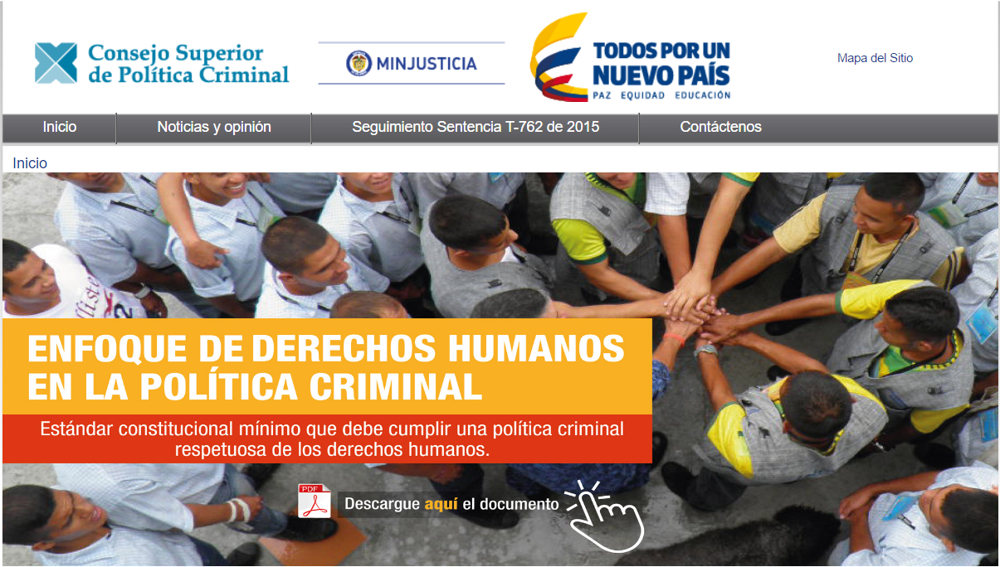 Consejo Superior
de Política Criminal
MINJUSTICIA
TODOS POR UN
NUEVO PAÍS
PAZ EQUIDAD EDUCACIÓN
Mapa del Sitio
Inicio
Noticias y opinión
Seguimiento Sentencia T-762 de 2015
Contáctenos
Inicio
ENFOQUE DE DERECHOS HUMANOS
EN LA POLÍTICA CRIMINAL
Estándar constitucional mínimo que debe cumplir una política criminal
respetuosa de los derechos humanos.
PDF
Descargue aquí el documento